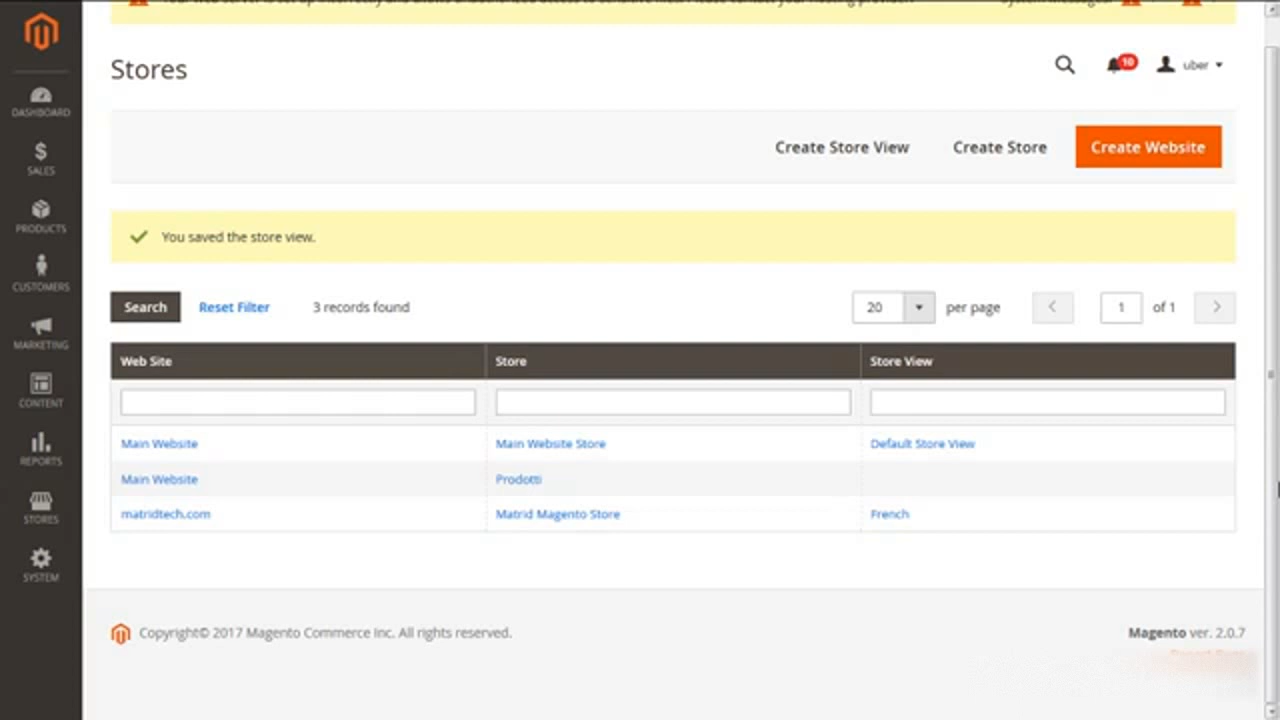 Stores
10
uber
DASHBOARD
SALES
PRODUCTS
CUSTOMERS
MARKETING
CONTENT
REPORTS
STORES
SYSTEM
Create Store View Create Store Create Website
You saved the store view.
Search Reset Filter 3 records found 20 per page 1 of 1
Web Site Store Store View
Main Website Main Website Store Default Store View
Main Website Prodotti
matridtech.com Matrid Magento Store French
Copyright© 2017 Magento Commerce Inc. All rights reserved. Magento ver. 2.0.7